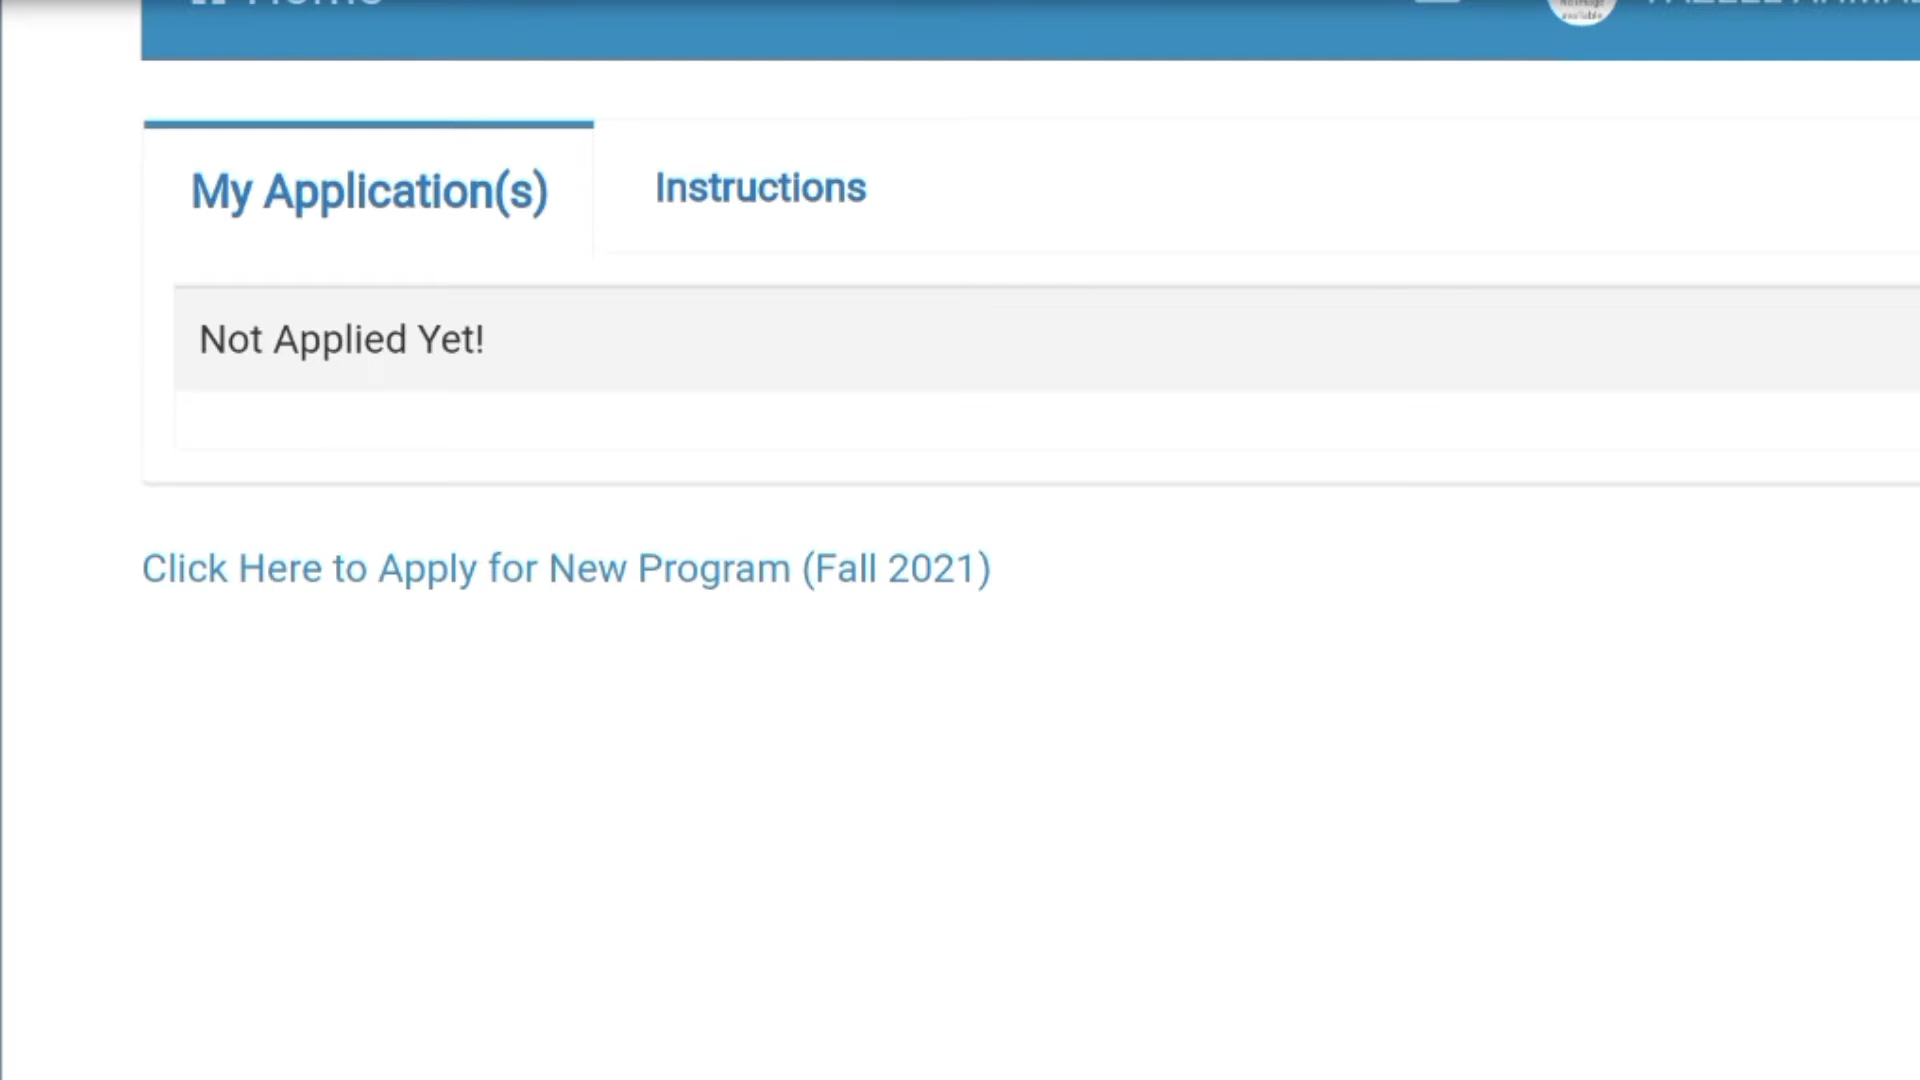 My Application(s)
Instructions
Not Applied Yet!
Click Here to Apply for New Program (Fall 2021)